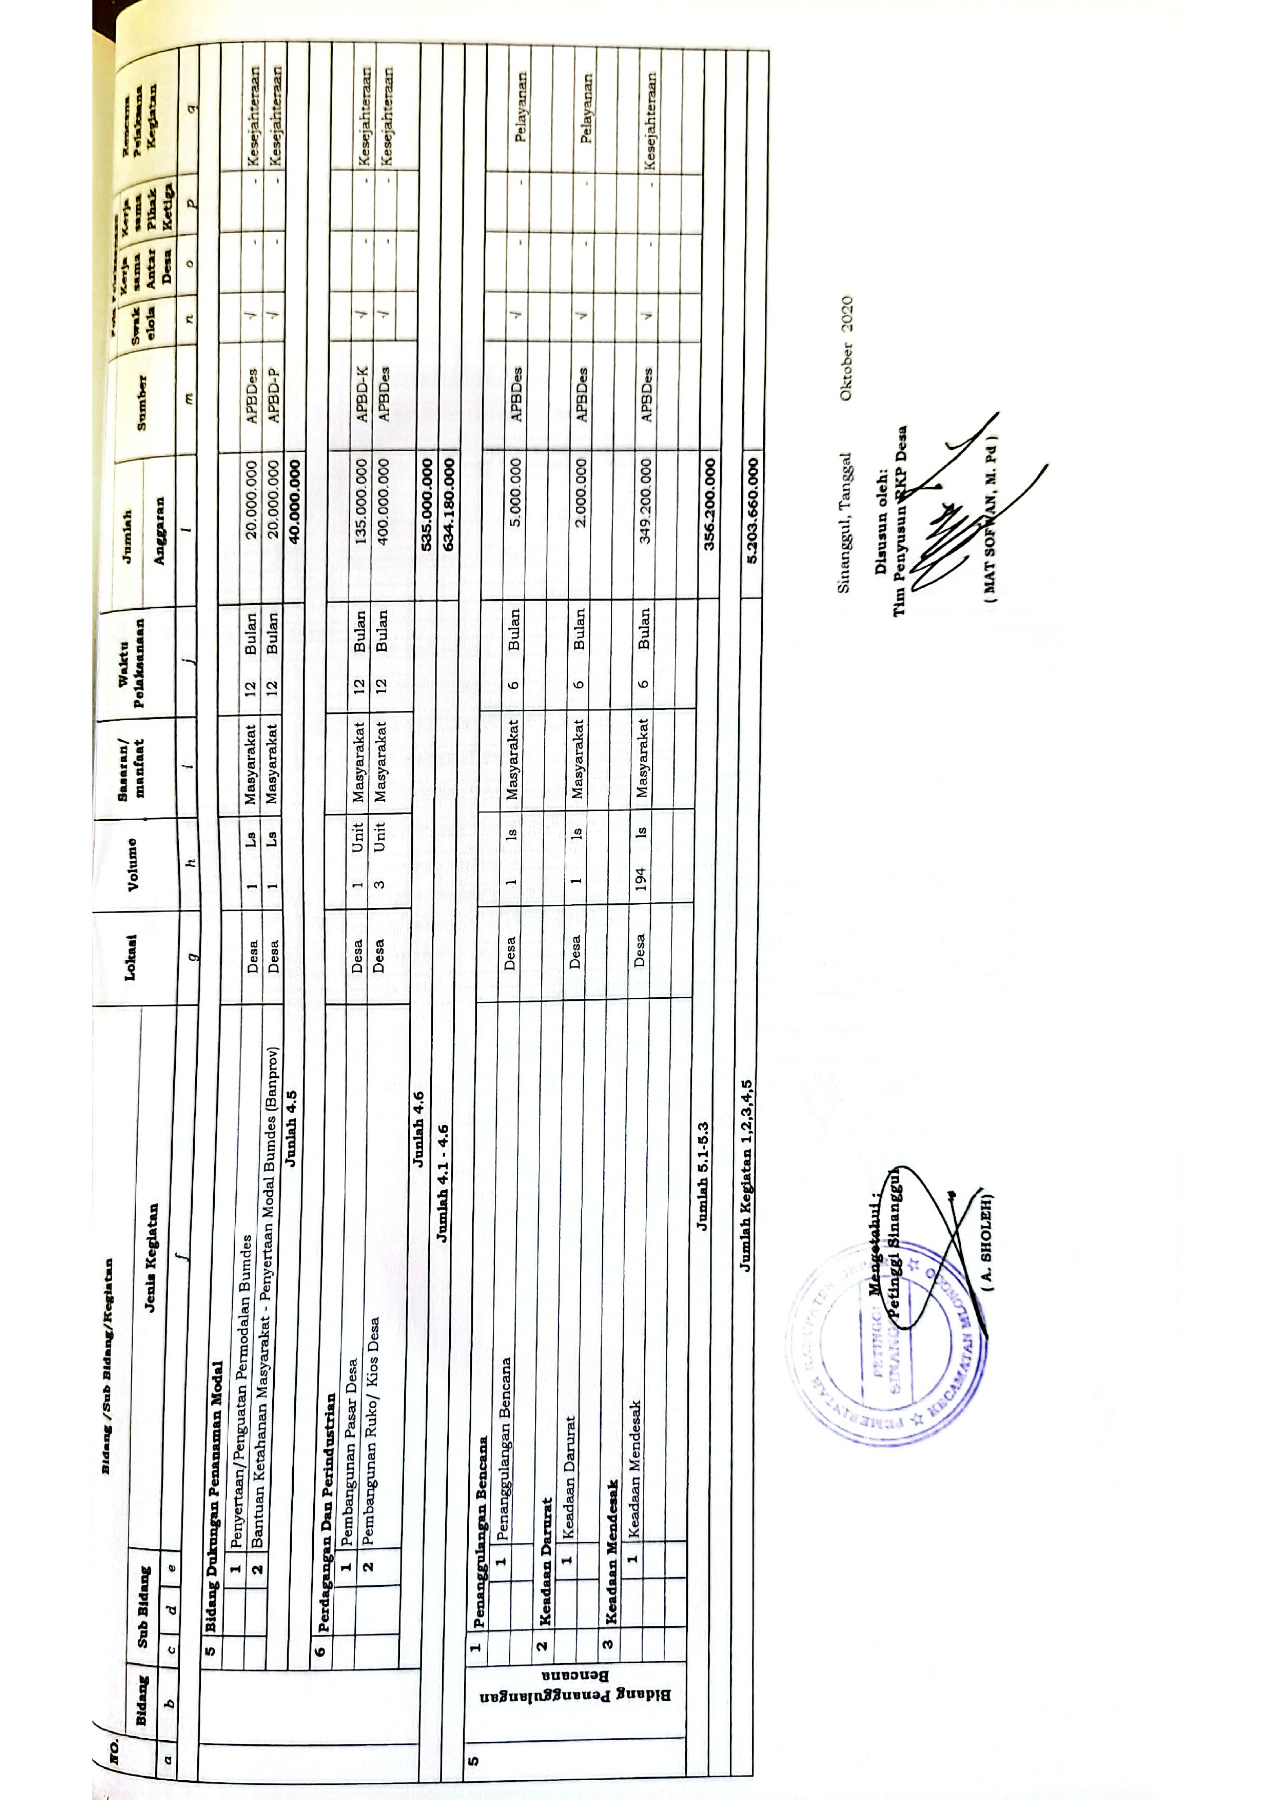 NO. Bidang /Sub Bidang/Kegiatan Lokasi Volume Sasaran/ manfaat Waktu Pelaksanaan Jumlah Anggaran Sumber Rencana Pelaksana Kegiatan
Bidang Sub Bidang Jenis Kegiatan Swak elola Kerja sama Antar Desa Kerja sama Pihak Ketiga
a b c d e f g h i j l m n o p q
5 Bidang Dukungan Penanaman Modal
1 Penyertaan/Penguatan Permodalan Bumdes Desa 1 Ls Masyarakat 12 Bulan 20.000.000 APBDes √ - - Kesejahteraan
2 Bantuan Ketahanan Masyarakat - Penyertaan Modal Bumdes (Banprov) Desa 1 Ls Masyarakat 12 Bulan 20.000.000 APBD-P √ - - Kesejahteraan
Junlah 4.5 40.000.000
6 Perdagangan Dan Perindustrian
1 Pembangunan Pasar Desa Desa 1 Unit Masyarakat 12 Bulan 135.000.000 APBD-K √ - - Kesejahteraan
2 Pembangunan Ruko/ Kios Desa Desa 3 Unit Masyarakat 12 Bulan 400.000.000 APBDes √ - - Kesejahteraan
Junlah 4.6 535.000.000
Jumlah 4.1 - 4.6 634.180.000
5 Bidang Penanggulangan Bencana
1 Penanggulangan Bencana
1 Penanggulangan Bencana Desa 1 ls Masyarakat 6 Bulan 5.000.000 APBDes √ - - Pelayanan
2 Keadaan Darurat
1 Keadaan Darurat Desa 1 ls Masyarakat 6 Bulan 2.000.000 APBDes √ - - Pelayanan
3 Keadaan Mendesak
1 Keadaan Mendesak Desa 194 ls Masyarakat 6 Bulan 349.200.000 APBDes √ - - Kesejahteraan
Jumlah 5.1-5.3 356.200.000
Jumlah Kegiatan 1,2,3,4,5 5.203.660.000
Sinanggul, Tanggal Oktober 2020
Mengetahui ;
Petinggi Sinanggul
( A. SHOLEH)
Disusun oleh:
Tim Penyusun RKP Desa
( MAT SOFWAN, M. Pd )
PEMERINTAH KABUPATEN
PETINGGI
KECAMATAN MLONGGO